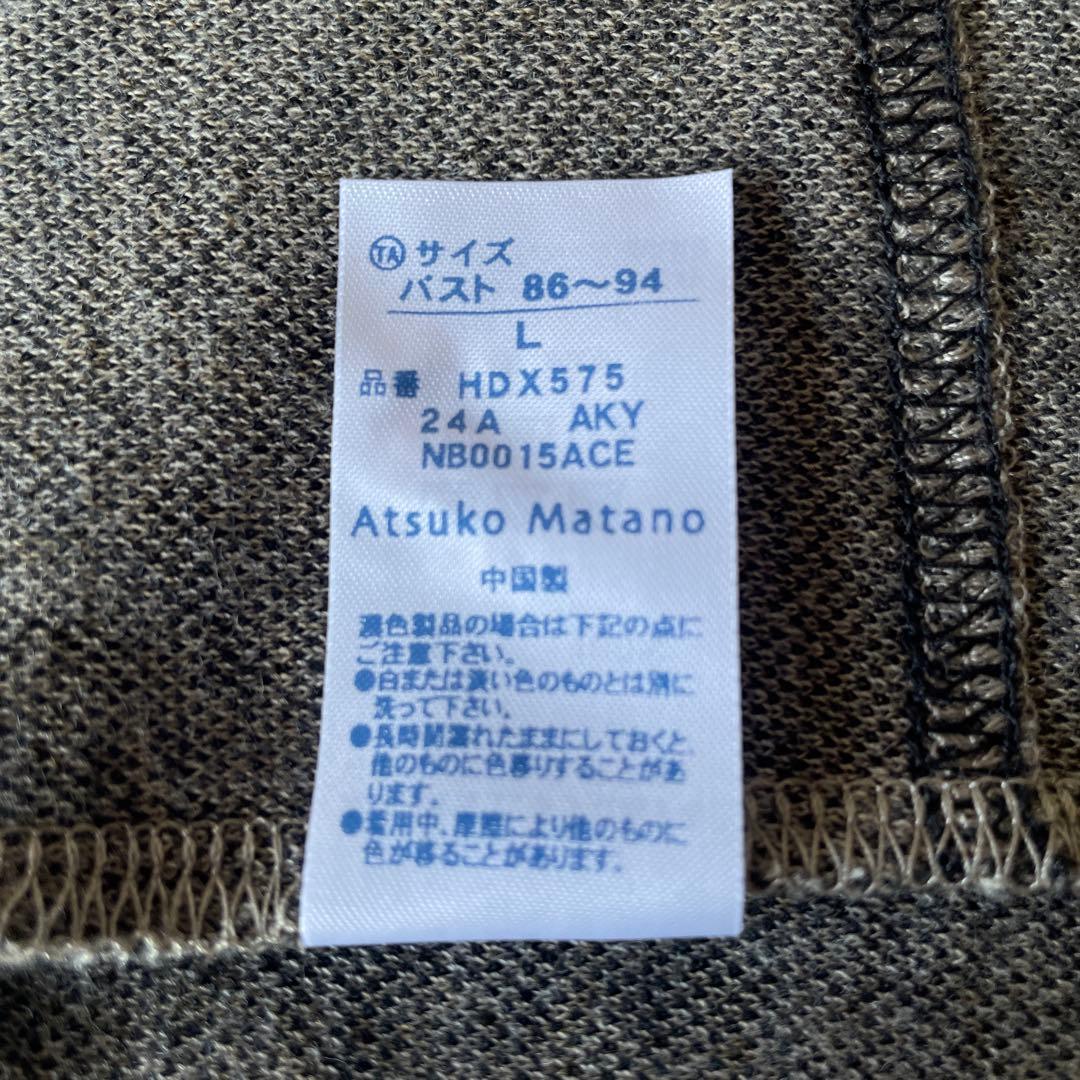 TA サイズ
バスト 86〜94
L
品番 HDX575
24A AKY
NB0015ACE
Atsuko Matano
中国製
濃色製品の場合は下記の点に
ご注意下さい。
●白または淡い色のものとは別に
洗って下さい。
●長時間濡れたままにしておくと、
他のものに色移りすることがあ
ります。
●着用中、摩擦により他のものに
色が移ることがあります。